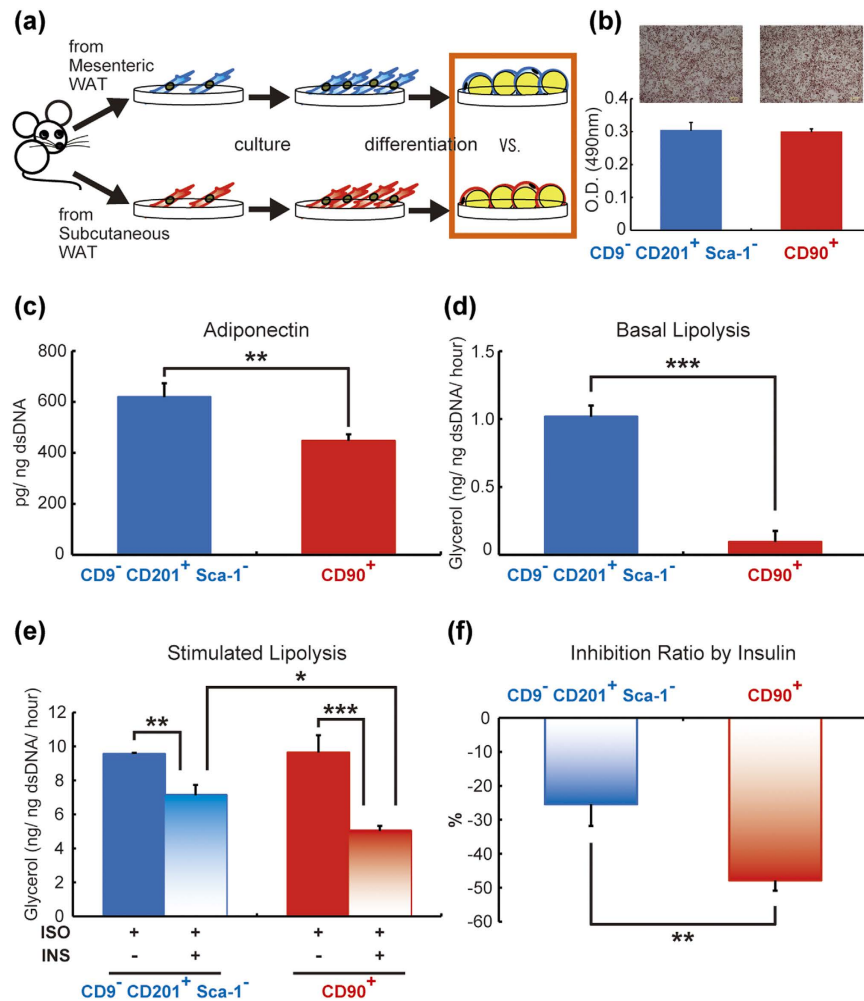 (a)
from
Mesenteric
WAT
culture
differentiation
vs.
from
Subcutaneous
WAT
(b)
O.D. (490nm)
0.4
0.3
0.2
0.1
0
CD9⁻ CD201⁺ Sca-1⁻
CD90⁺
(c)
Adiponectin
pg/ ng dsDNA
800
600
400
200
0
**
CD9⁻ CD201⁺ Sca-1⁻
CD90⁺
(d)
Basal Lipolysis
Glycerol (ng/ ng dsDNA/ hour)
1.5
1.0
0.5
0
***
CD9⁻ CD201⁺ Sca-1⁻
CD90⁺
(e)
Stimulated Lipolysis
Glycerol (ng/ ng dsDNA/ hour)
12
10
8
6
4
2
0
**
***
*
ISO + + + +
INS - + - +
CD9⁻ CD201⁺ Sca-1⁻
CD90⁺
(f)
Inhibition Ratio by Insulin
CD9⁻ CD201⁺ Sca-1⁻
CD90⁺
%
0
-10
-20
-30
-40
-50
-60
**